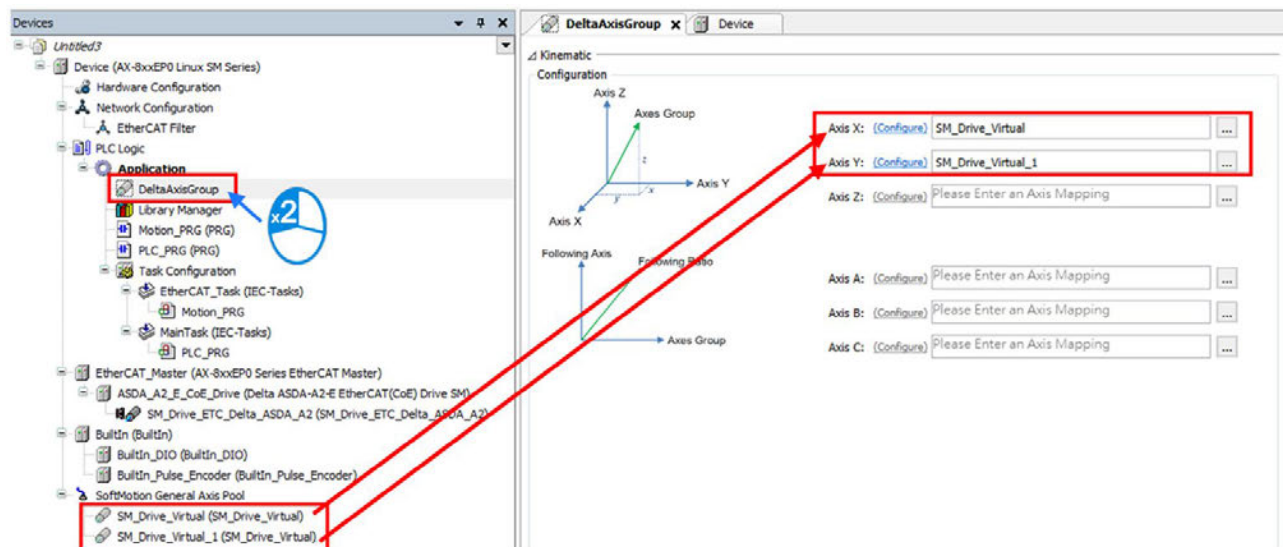 Devices
Untitled3
Device (AX-8xxEP0 Linux SM Series)
Hardware Configuration
Network Configuration
EtherCAT Filter
PLC Logic
Application
DeltaAxisGroup
Library Manager
Motion_PRG (PRG)
PLC_PRG (PRG)
Task Configuration
EtherCAT_Task (IEC-Tasks)
Motion_PRG
MainTask (IEC-Tasks)
PLC_PRG
EtherCAT_Master (AX-8xxEP0 Series EtherCAT Master)
ASDA_A2_E_CoE_Drive (Delta ASDA-A2-E EtherCAT(CoE) Drive SM)
SM_Drive_ETC_Delta_ASDA_A2 (SM_Drive_ETC_Delta_ASDA_A2)
BuiltIn (BuiltIn)
BuiltIn_DIO (BuiltIn_DIO)
BuiltIn_Pulse_Encoder (BuiltIn_Pulse_Encoder)
SoftMotion General Axis Pool
SM_Drive_Virtual (SM_Drive_Virtual)
SM_Drive_Virtual_1 (SM_Drive_Virtual)
x2
DeltaAxisGroup
Device
Kinematic
Configuration
Axis Z
Axes Group
z
Axis Y
x
y
Axis X
Following Axis
Following Ratio
Axes Group
Axis X: (Configure) SM_Drive_Virtual ...
Axis Y: (Configure) SM_Drive_Virtual_1 ...
Axis Z: (Configure) Please Enter an Axis Mapping ...
Axis A: (Configure) Please Enter an Axis Mapping ...
Axis B: (Configure) Please Enter an Axis Mapping ...
Axis C: (Configure) Please Enter an Axis Mapping ...